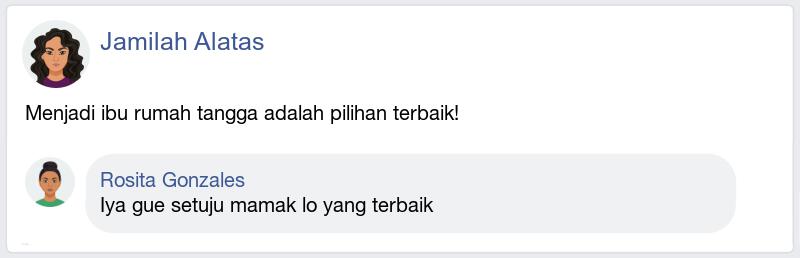 Jamilah Alatas
Menjadi ibu rumah tangga adalah pilihan terbaik!
Rosita Gonzales
Iya gue setuju mamak lo yang terbaik